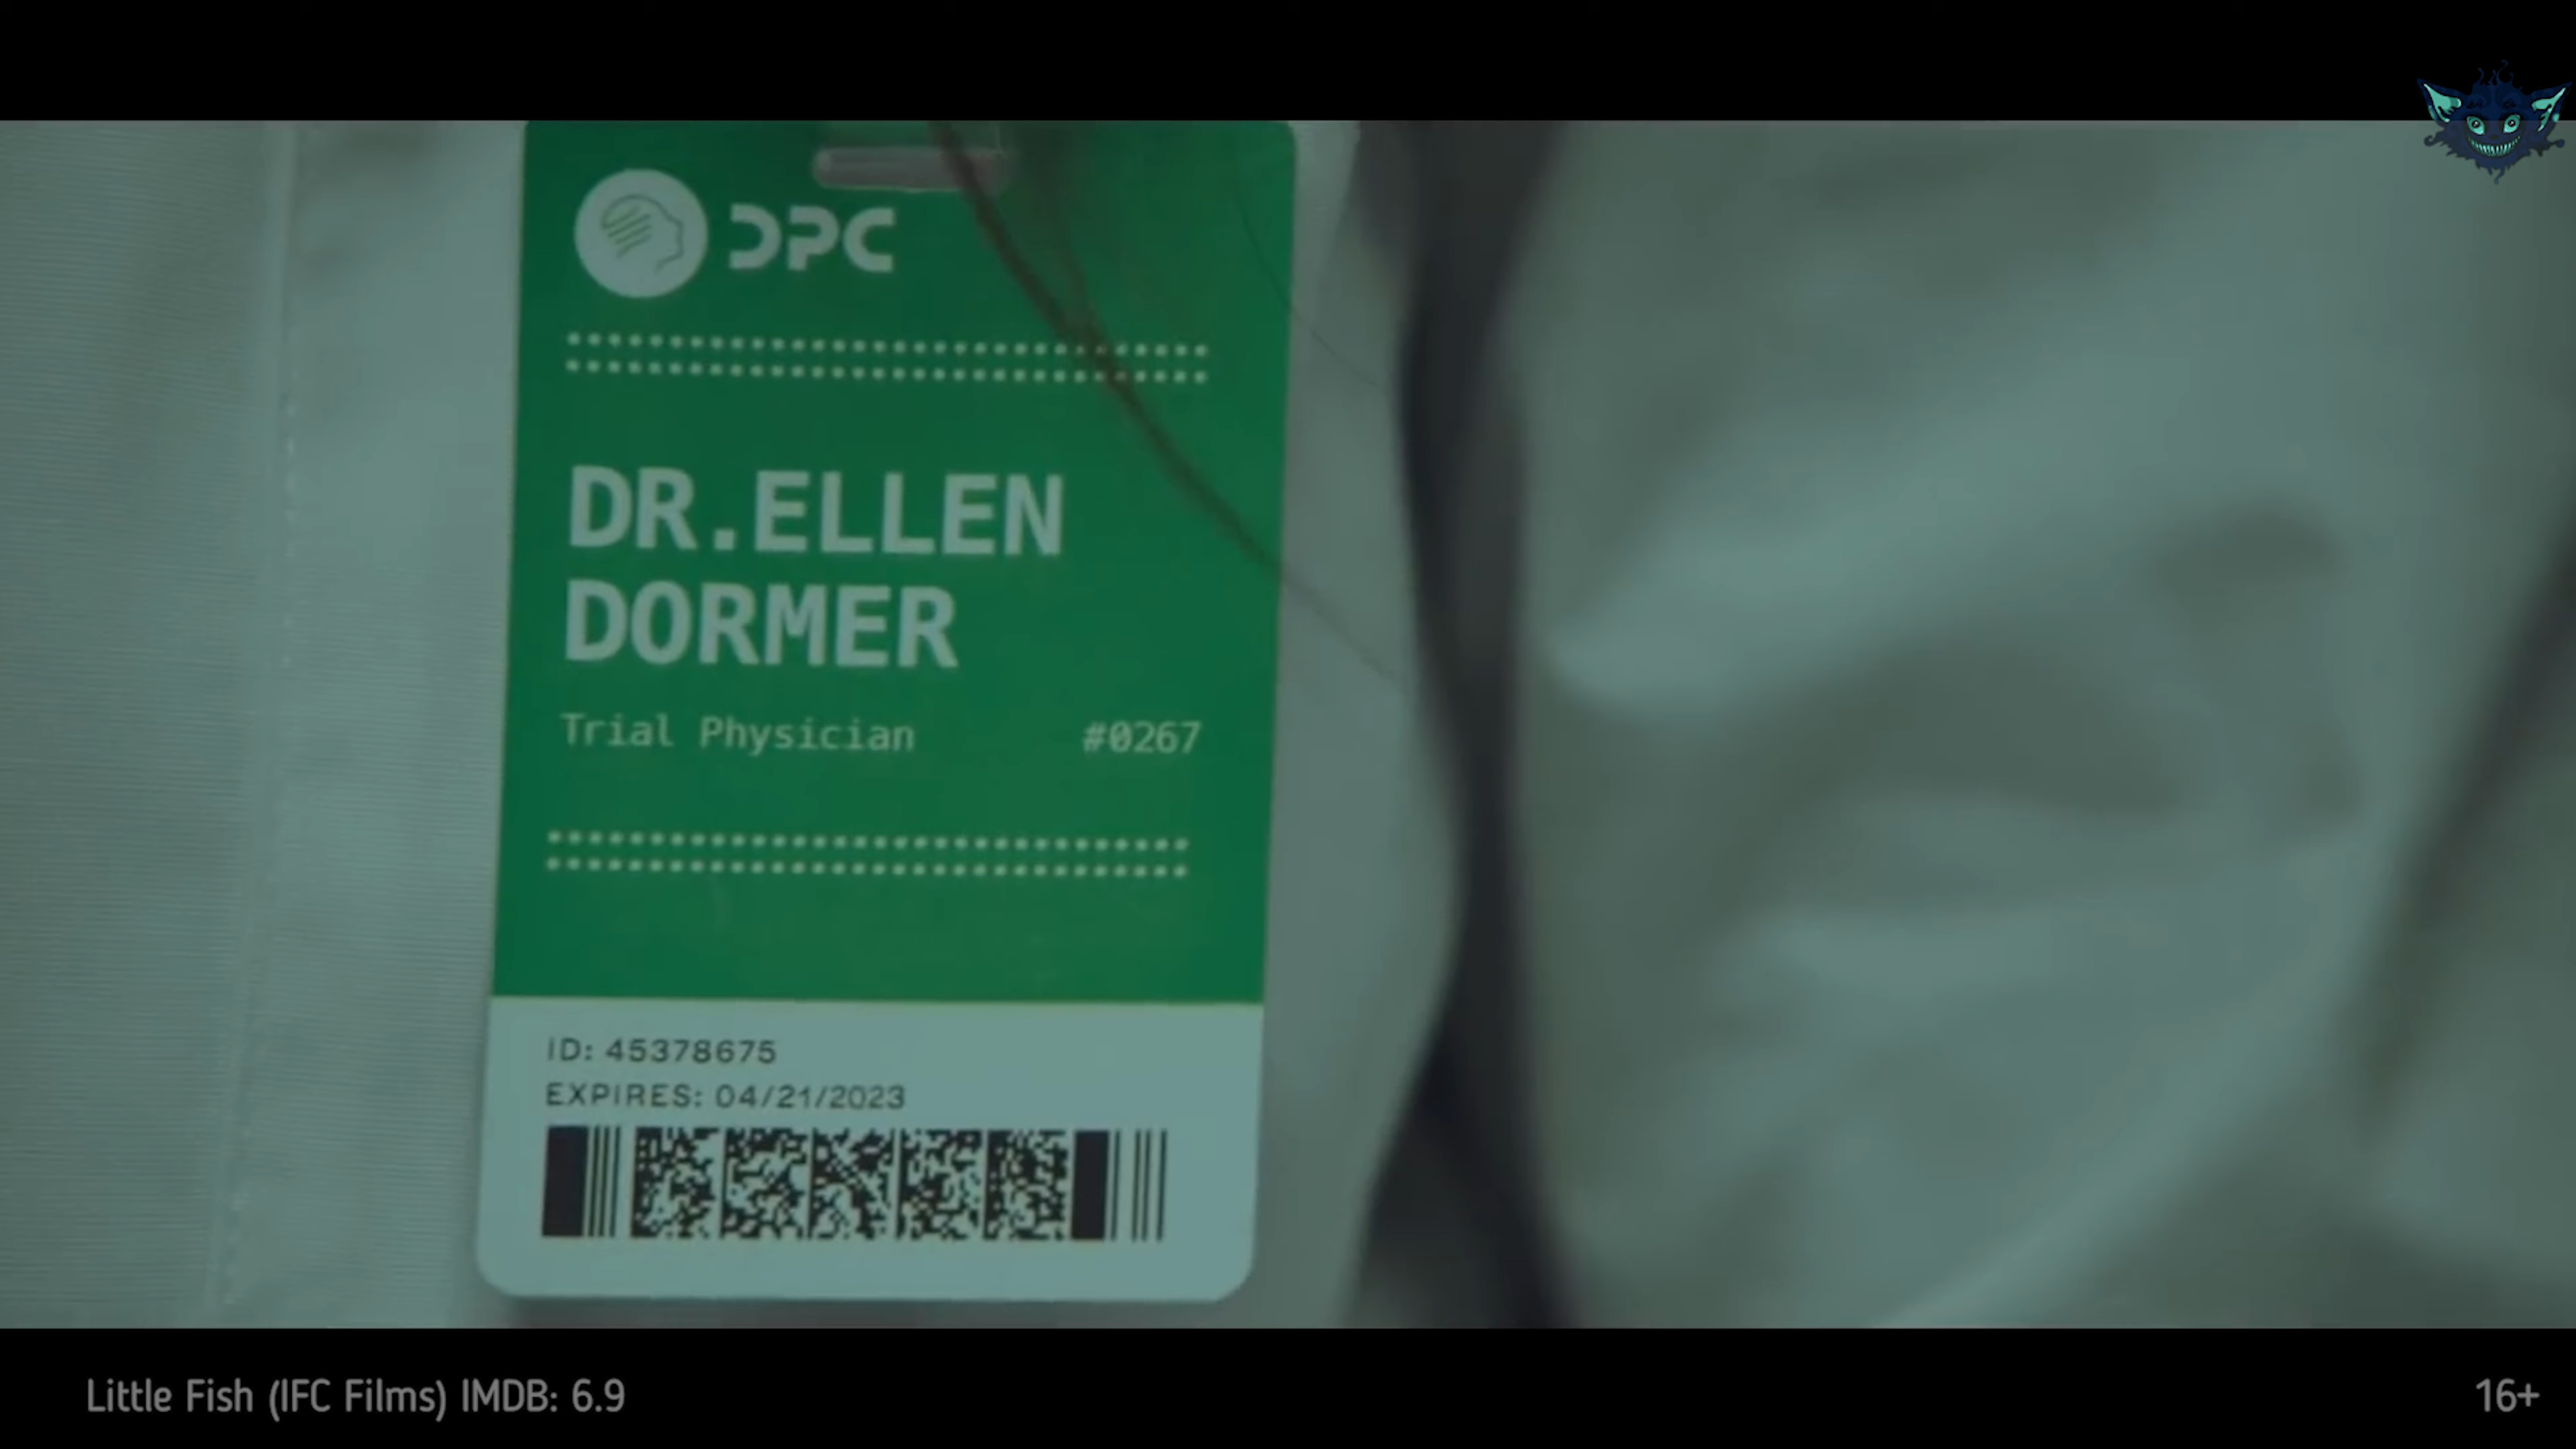 DPC
DR.ELLEN
DORMER
Trial Physician #0267
ID: 45378675
EXPIRES: 04/21/2023
Little Fish (IFC Films) IMDB: 6.9
16+